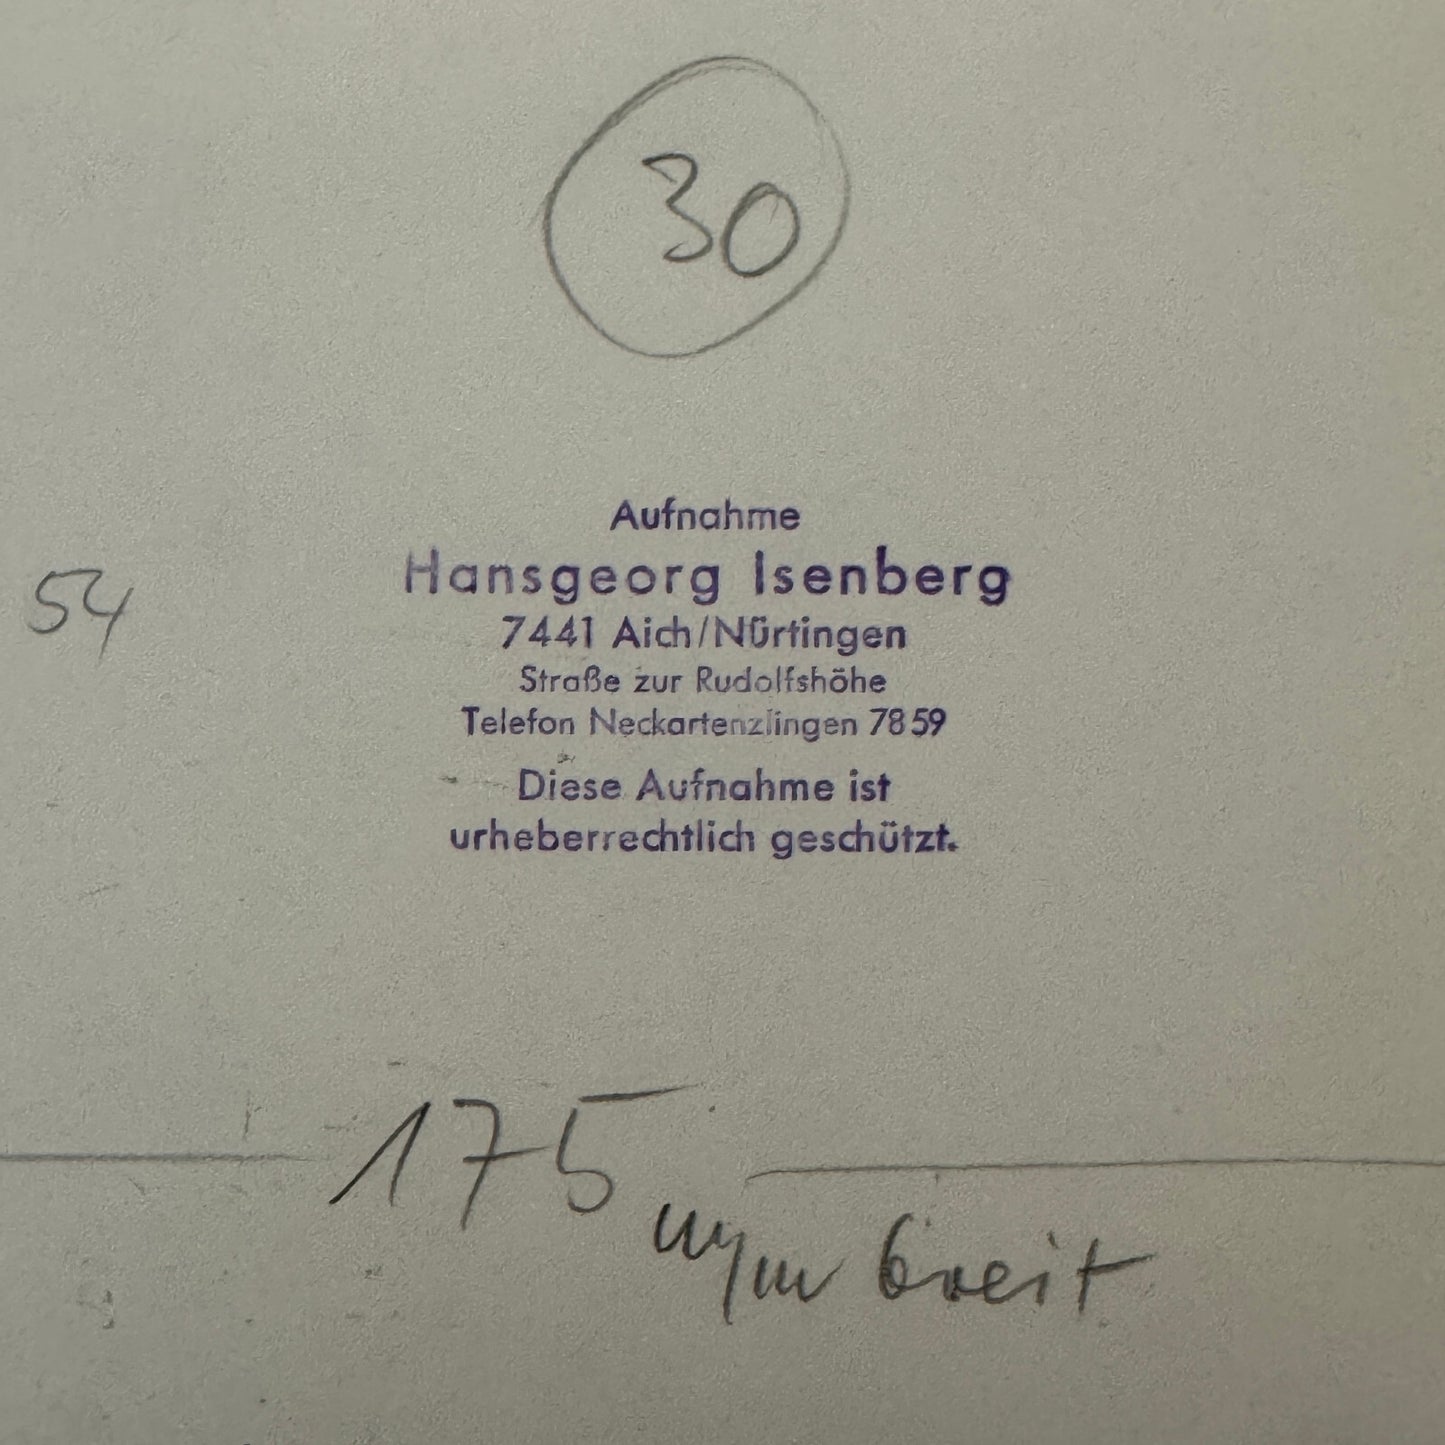 30
Aufnahme
Hansgeorg Isenberg
54
7441 Aich/Nürtingen
Straße zur Rudolfshöhe
Telefon Neckartenzlingen 7859
Diese Aufnahme ist
urheberrechtlich geschützt.
175
m/m breit